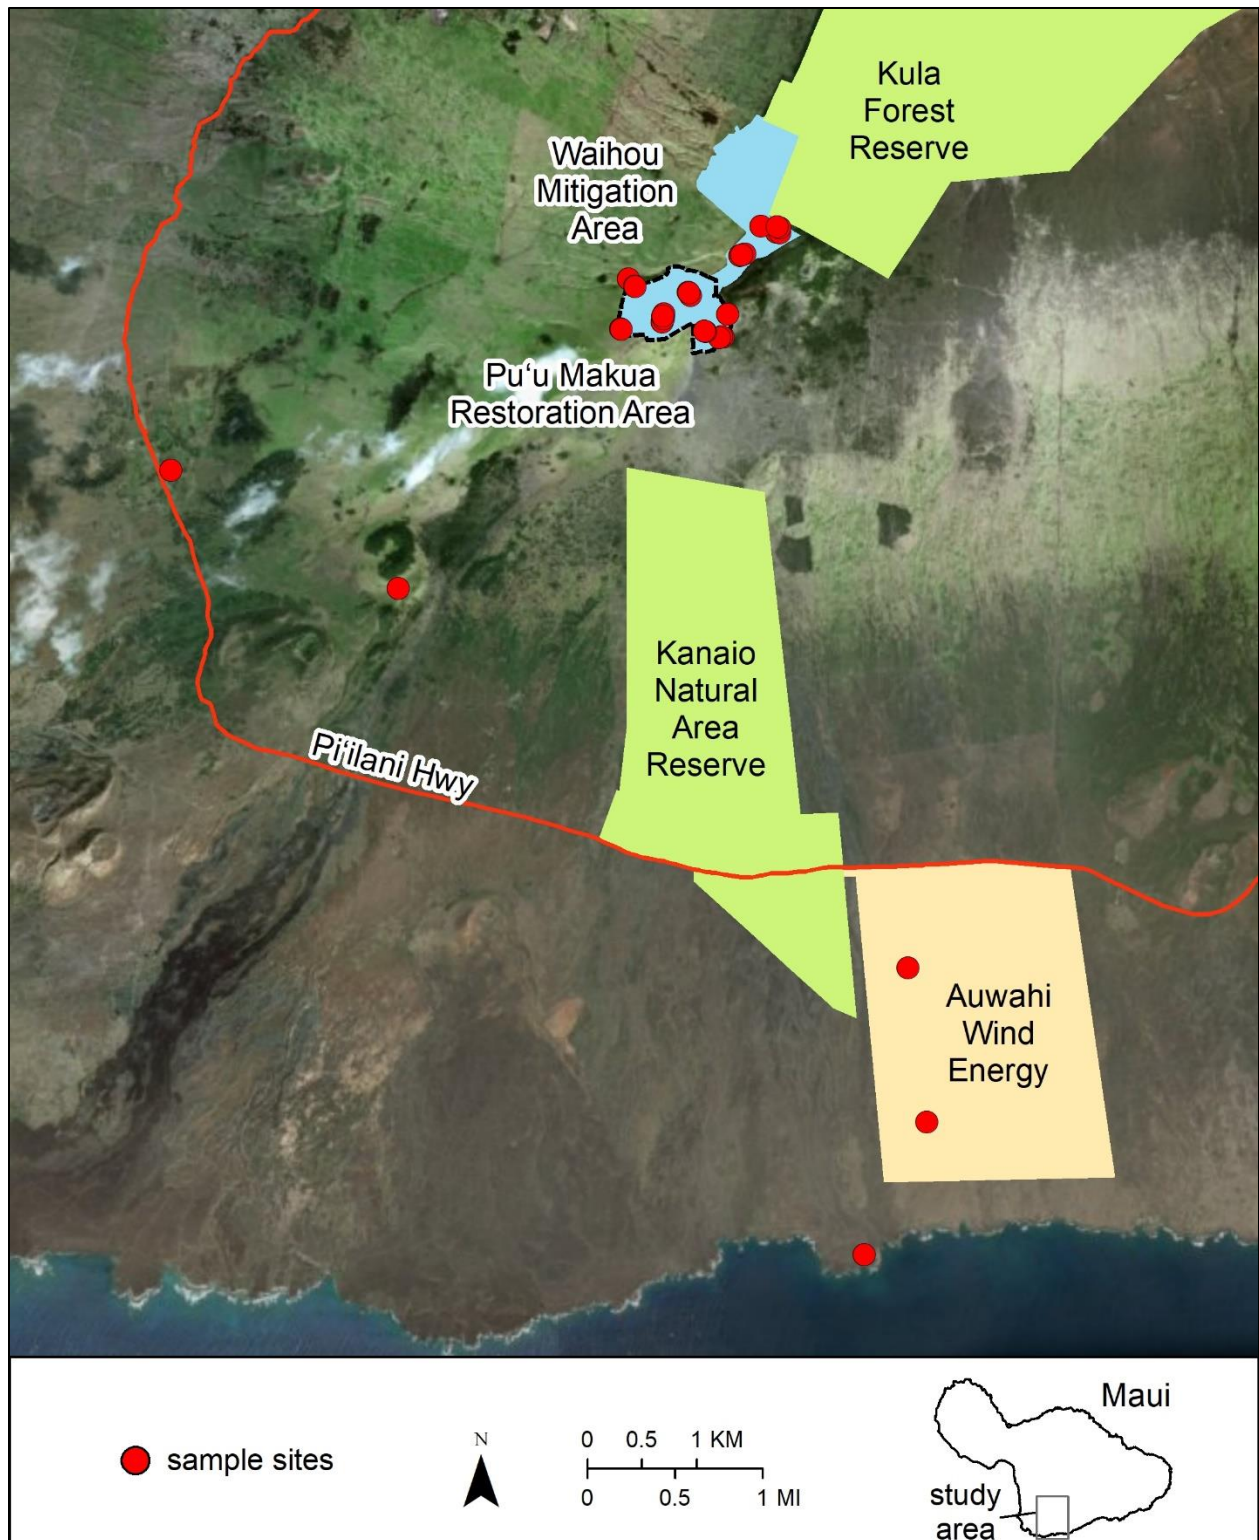 Kula
Forest
Reserve
Waihou
Mitigation
Area
Pu‘u Makua
Restoration Area
Kanaio
Natural
Area
Reserve
Pi‘ilani Hwy
Auwahi
Wind
Energy
sample sites
N
0 0.5 1 KM
0 0.5 1 MI
Maui
study
area